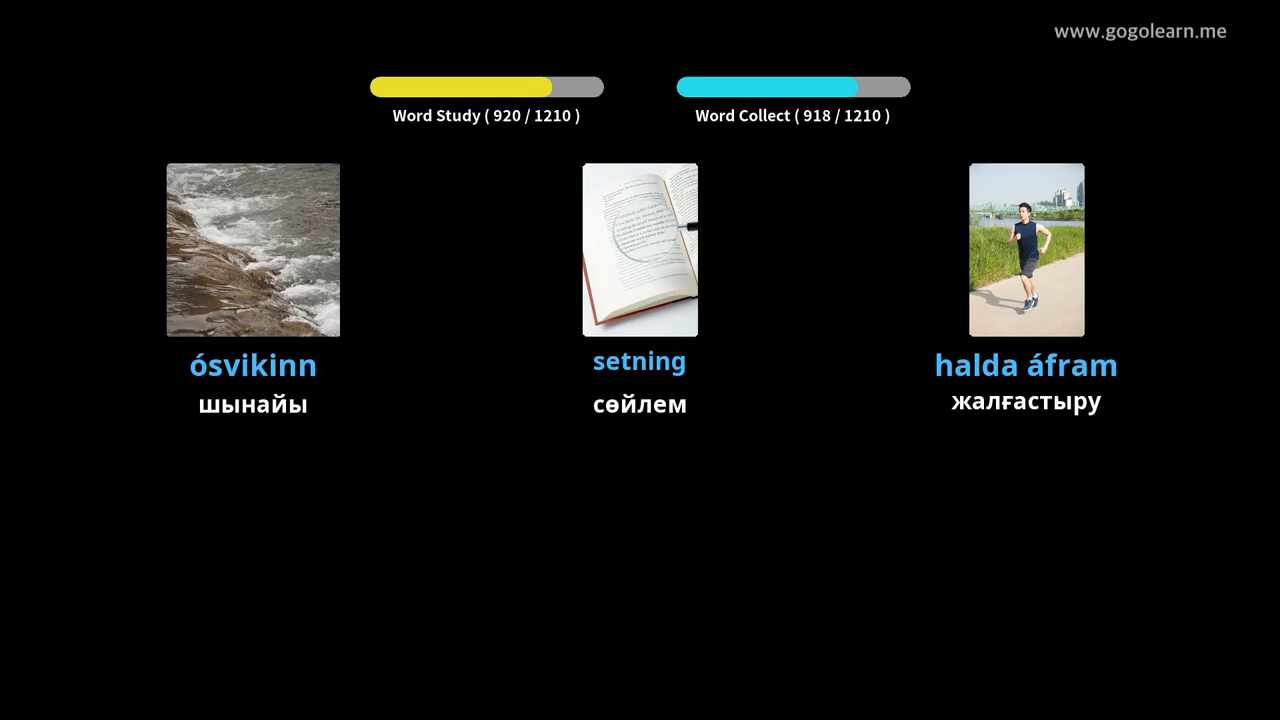 www.gogolearn.me
Word Study ( 920 / 1210 )
Word Collect ( 918 / 1210 )
ósvikinn
шынайы
setning
сөйлем
halda áfram
жалғастыру